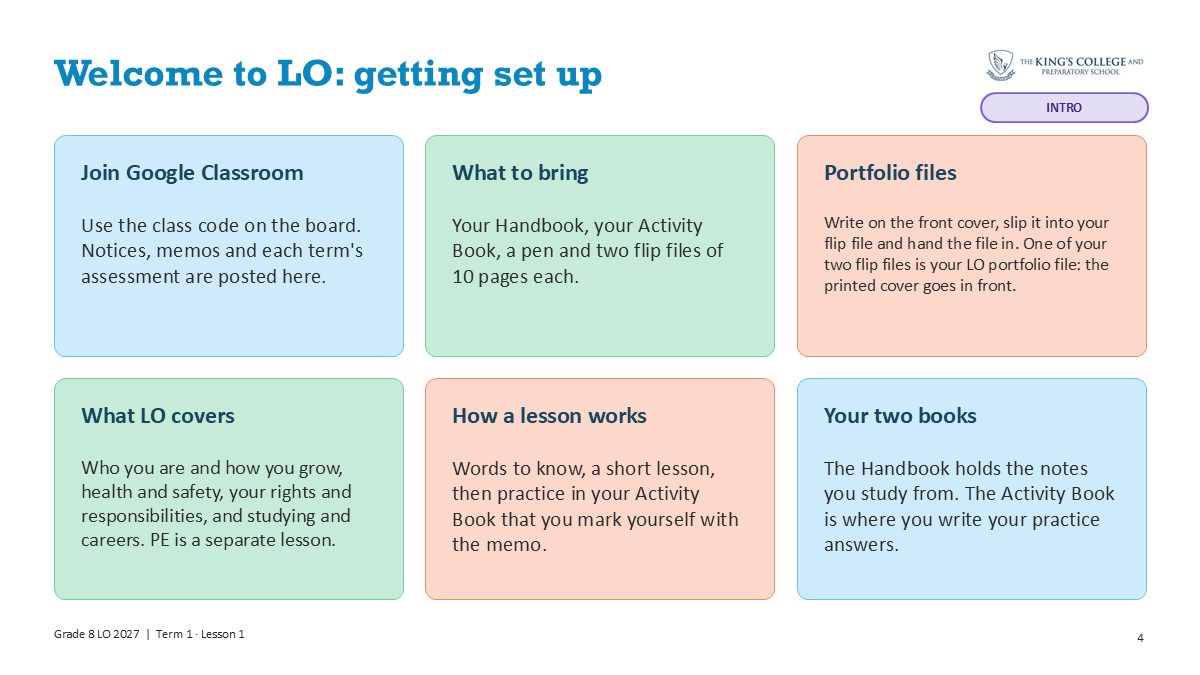 Welcome to LO: getting set up
THE KING'S COLLEGE AND
PREPARATORY SCHOOL
INTRO
Join Google Classroom
Use the class code on the board.
Notices, memos and each term's
assessment are posted here.
What to bring
Your Handbook, your Activity
Book, a pen and two flip files of
10 pages each.
Portfolio files
Write on the front cover, slip it into your
flip file and hand the file in. One of your
two flip files is your LO portfolio file: the
printed cover goes in front.
What LO covers
Who you are and how you grow,
health and safety, your rights and
responsibilities, and studying and
careers. PE is a separate lesson.
How a lesson works
Words to know, a short lesson,
then practice in your Activity
Book that you mark yourself with
the memo.
Your two books
The Handbook holds the notes
you study from. The Activity Book
is where you write your practice
answers.
Grade 8 LO 2027 | Term 1 · Lesson 1
4